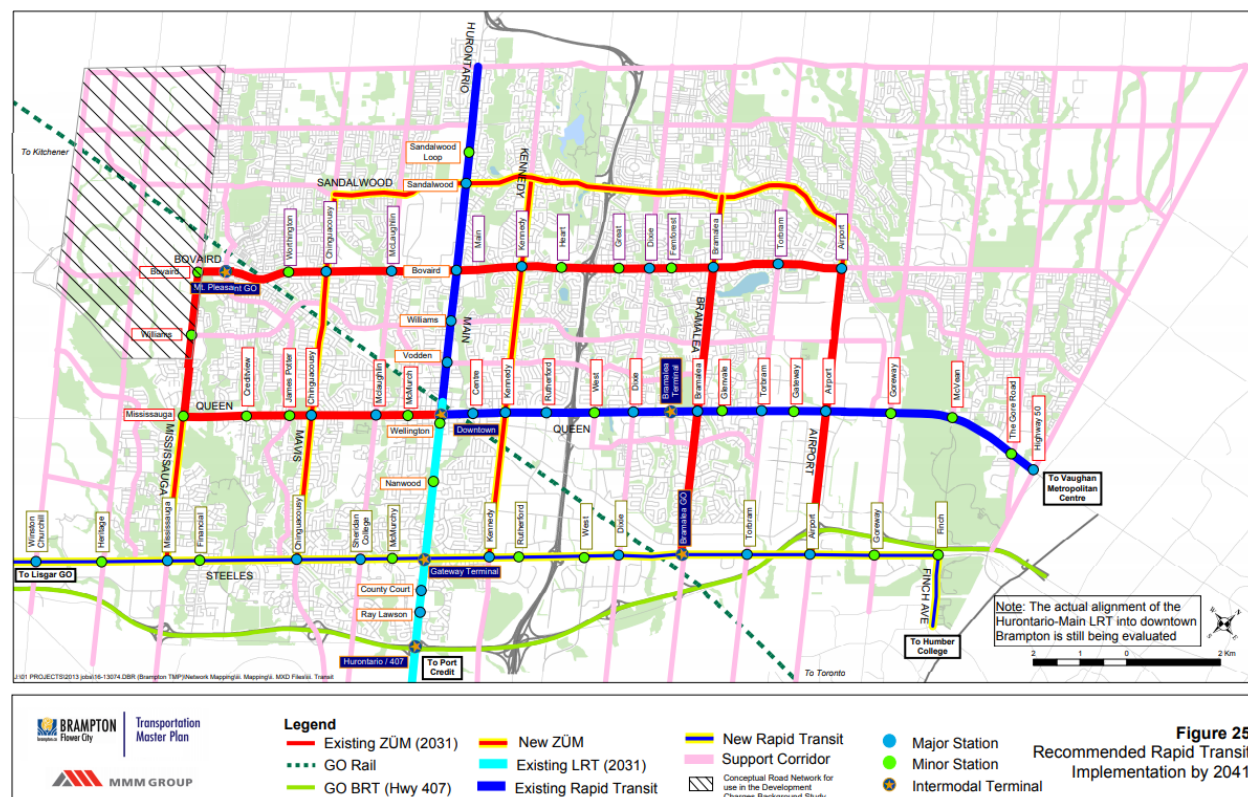 HURONTARIO
To Kitchener
Sandalwood
Loop
KENNEDY
SANDALWOOD
Sandalwood
Worthington
Chinguacousy
McLaughlin
Main
Kennedy
Heart
Great
Dixie
Fernforest
Bramalea
Torbram
Airport
BOVAIRD
Bovaird
Bovaird
Mt. Pleasant GO
Williams
Williams
MAIN
BRAMALEA
Vodden
Creditview
James Potter
Chinguacousy
Mclaughlin
McMurch
Centre
Kennedy
Rutherford
West
Dixie
Bramalea
Terminal
Bramalea
Glenvale
Torbram
Gateway
Airport
Goreway
McVean
The Gore Road
Highway 50
Mississauga
QUEEN
Wellington
Downtown
QUEEN
MISSISSAUGA
MAVIS
AIRPORT
Nanwood
To Vaughan
Metropolitan
Centre
Winston
Churchill
Heritage
Mississauga
Financial
Chinguacousy
Sheridan
College
McMurchy
Kennedy
Rutherford
West
Dixie
Bramalea GO
Torbram
Airport
Goreway
Finch
To Lisgar GO
STEELES
Gateway Terminal
FINCH AVE
County Court
Ray Lawson
Note: The actual alignment of the
Hurontario-Main LRT into downtown
Brampton is still being evaluated
N
E
S
W
To Humber
College
Hurontario / 407
To Port
Credit
To Toronto
2 1 0 2 Km
BRAMPTON
brampton.ca
Flower City
Transportation
Master Plan
MMM GROUP
Legend
Existing ZÜM (2031)
GO Rail
GO BRT (Hwy 407)
New ZÜM
Existing LRT (2031)
Existing Rapid Transit
New Rapid Transit
Support Corridor
Conceptual Road Network for
use in the Development
Charges Background Study
Major Station
Minor Station
Intermodal Terminal
Figure 25
Recommended Rapid Transit
Implementation by 2041